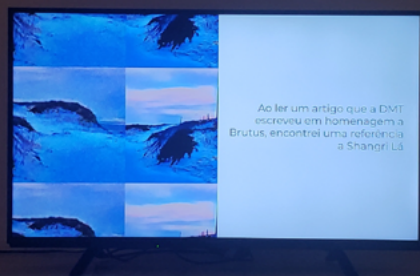 Ao ler um artigo que a DMT
escreveu em homenagem a
Brutus, encontrei uma referência
a Shangri Lá